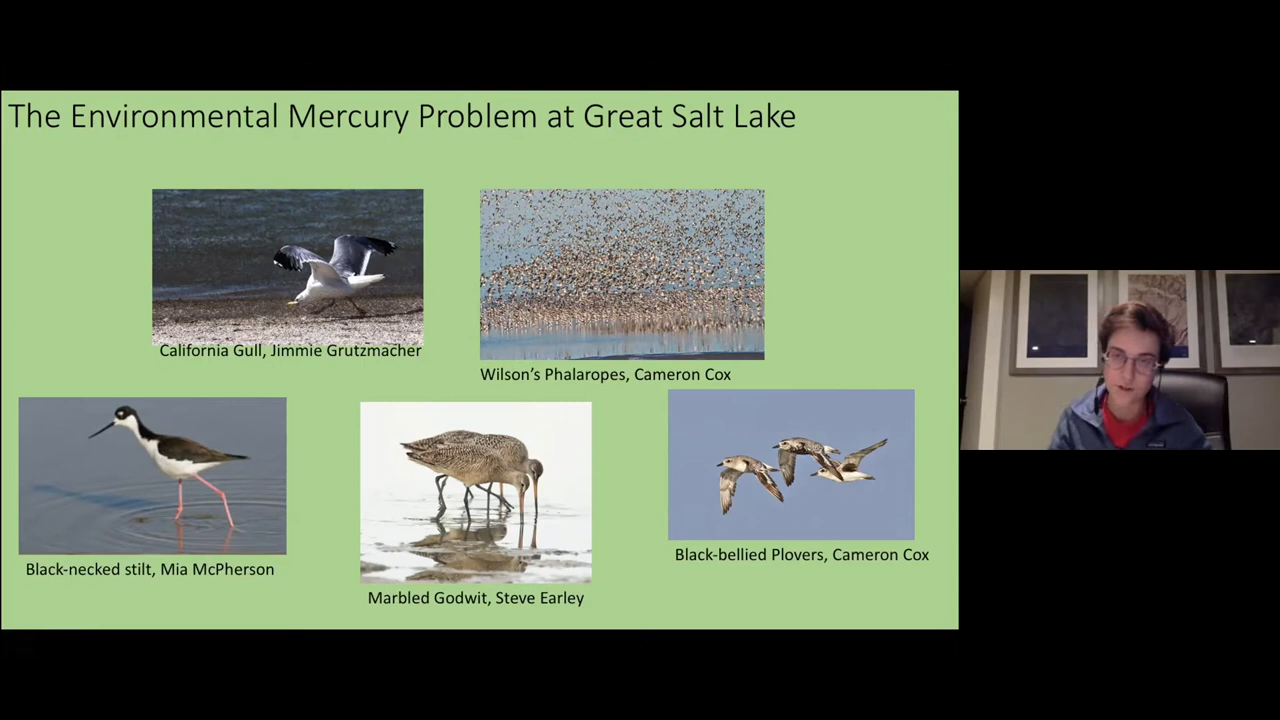 The Environmental Mercury Problem at Great Salt Lake
California Gull, Jimmie Grutzmacher
Wilson's Phalaropes, Cameron Cox
Black-necked stilt, Mia McPherson
Marbled Godwit, Steve Earley
Black-bellied Plovers, Cameron Cox